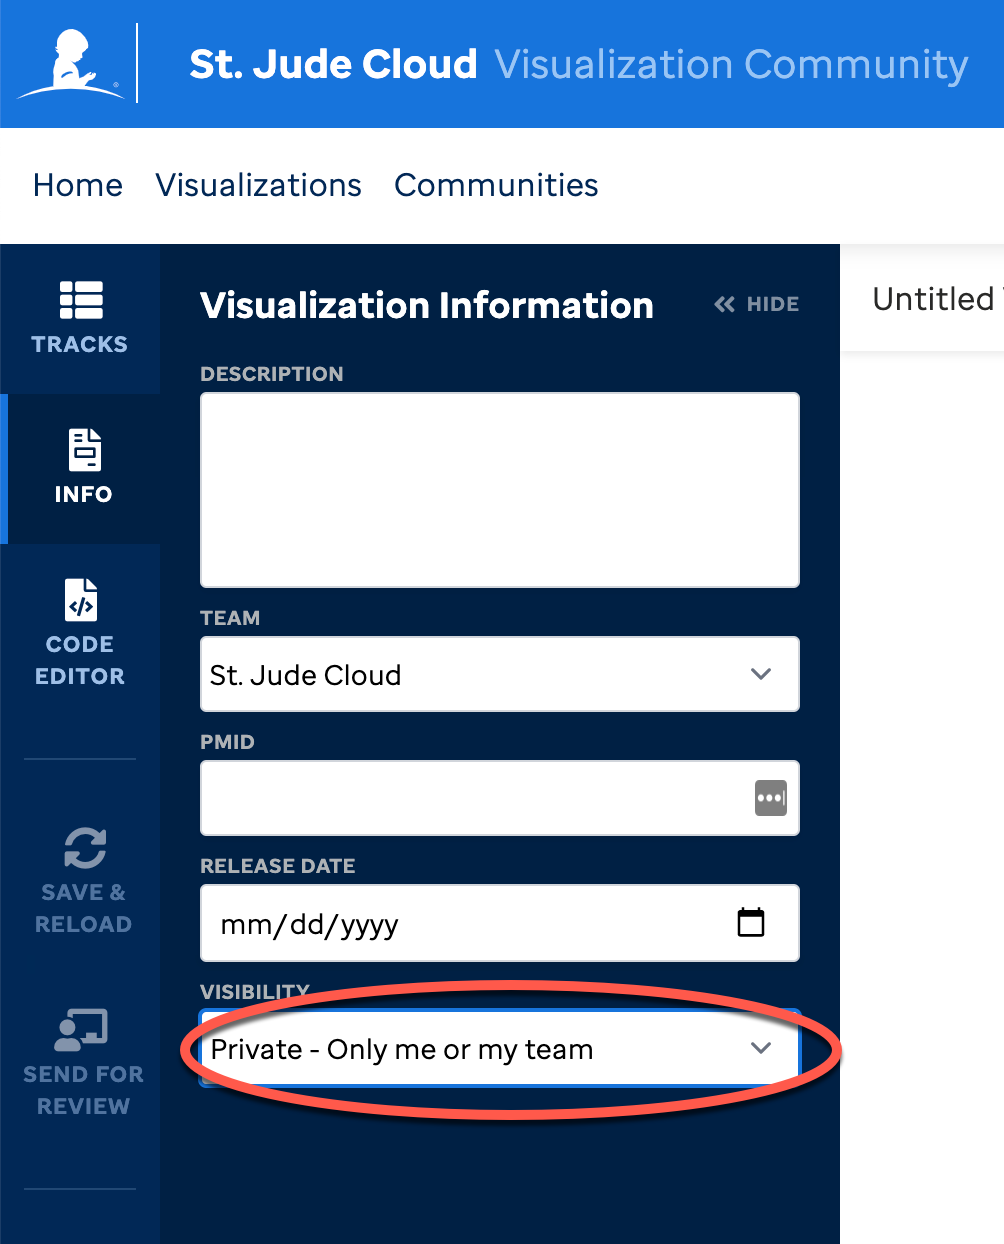 St. Jude Cloud Visualization Community
Home Visualizations Communities
TRACKS
INFO
CODE
EDITOR
SAVE &
RELOAD
SEND FOR
REVIEW
Visualization Information
HIDE
DESCRIPTION
TEAM
St. Jude Cloud
PMID
RELEASE DATE
mm/dd/yyyy
VISIBILITY
Private - Only me or my team
Untitled